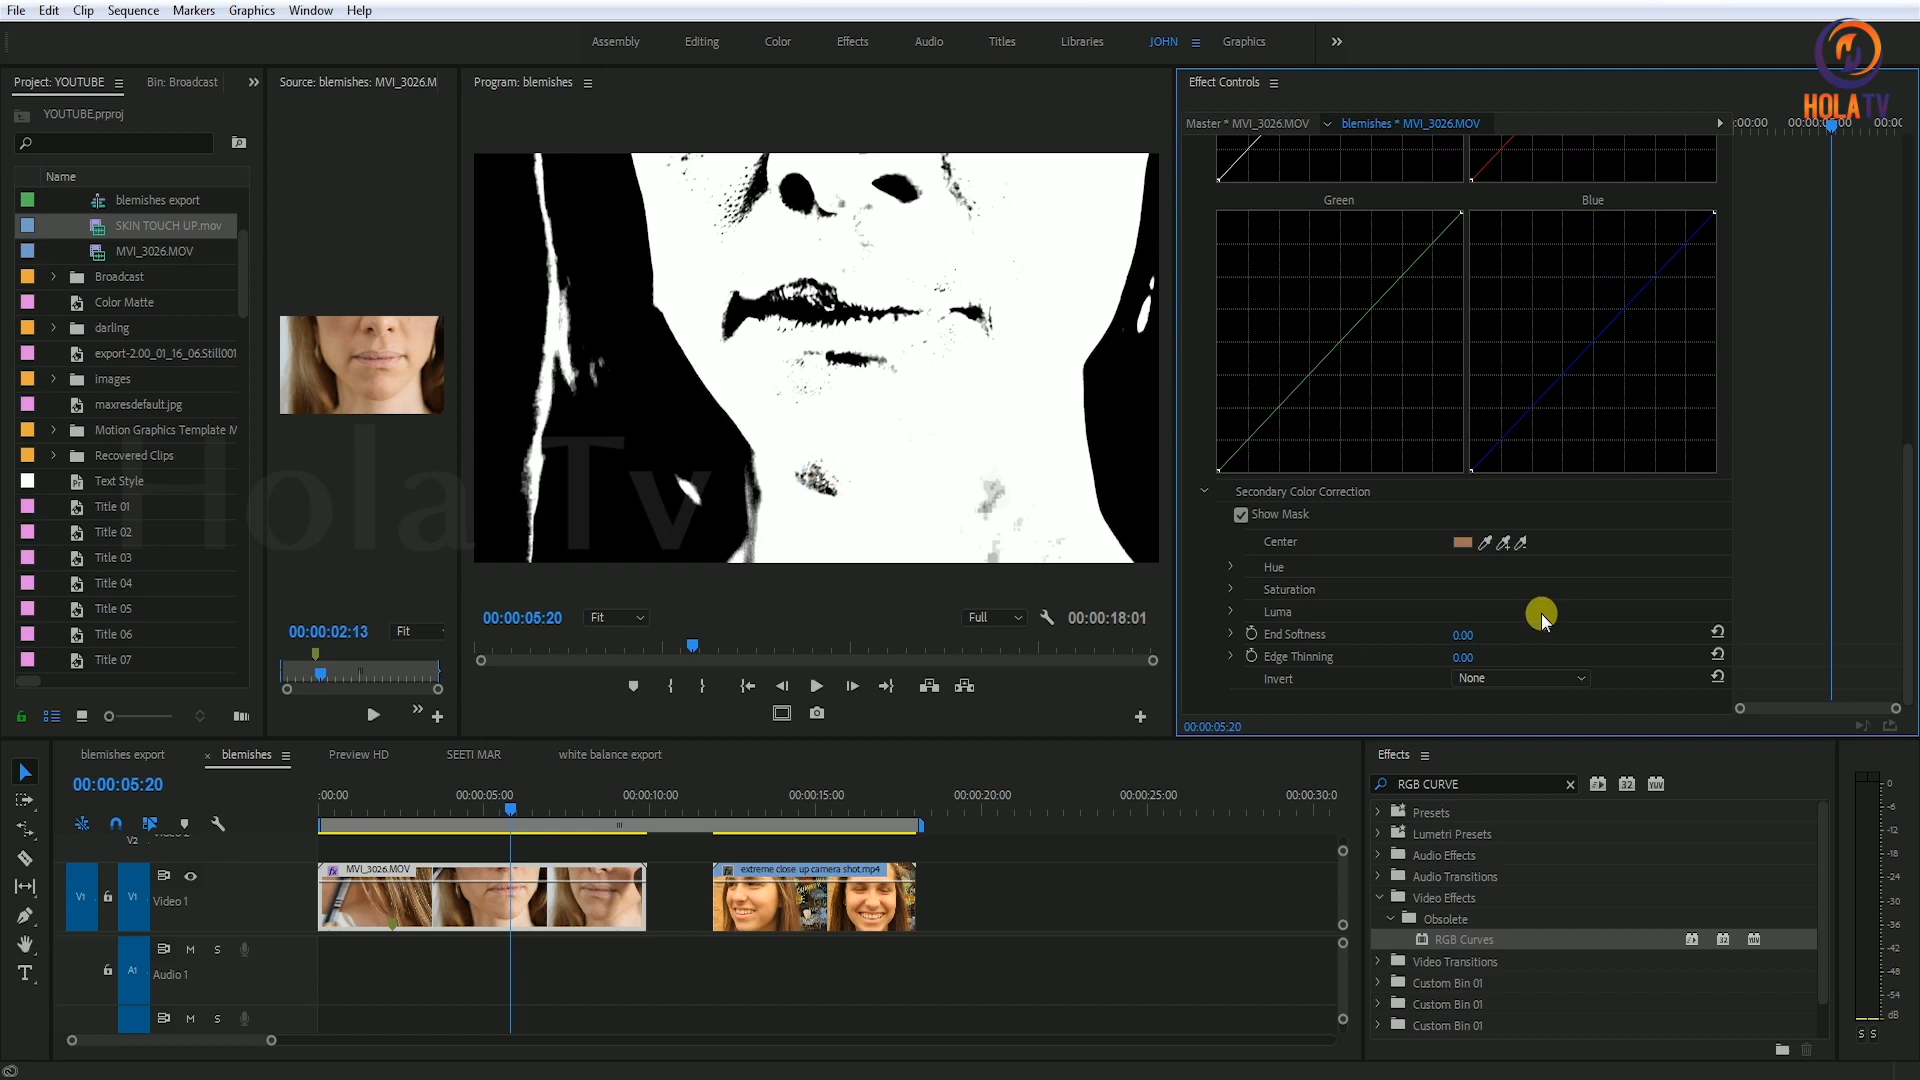 File Edit Clip Sequence Markers Graphics Window Help
Assembly Editing Color Effects Audio Titles Libraries JOHN Graphics
HOLATV
Project: YOUTUBE Bin: Broadcast
Source: blemishes: MVI_3026.M
Program: blemishes
Effect Controls
YOUTUBE.prproj
Name
blemishes export
SKIN TOUCH UP.mov
MVI_3026.MOV
Broadcast
Color Matte
darling
export-2.00_01_16_06.Still001
images
maxresdefault.jpg
Motion Graphics Template M
Recovered Clips
Text Style
Title 01
Title 02
Title 03
Title 04
Title 05
Title 06
Title 07
Hola Tv
00:00:02:13 Fit
00:00:05:20 Fit Full 00:00:18:01
Master * MVI_3026.MOV blemishes * MVI_3026.MOV
Green Blue
Secondary Color Correction
Show Mask
Center
Hue
Saturation
Luma
End Softness 0.00
Edge Thinning 0.00
Invert None
00:00:05:20
blemishes export blemishes Preview HD SEETI MAR white balance export
00:00:05:20
:00:00 00:00:05:00 00:00:10:00 00:00:15:00 00:00:20:00 00:00:25:00 00:00:30:0
V2
V1 V1 Video 1
fx MVI_3026.MOV
fx extreme close up camera shot.mp4
M S
A1 Audio 1
M S
Effects
RGB CURVE
Presets
Lumetri Presets
Audio Effects
Audio Transitions
Video Effects
Obsolete
RGB Curves
Video Transitions
Custom Bin 01
Custom Bin 01
Custom Bin 01
0
-6
-12
-18
-24
-30
-36
-42
-48
-54
dB
S S